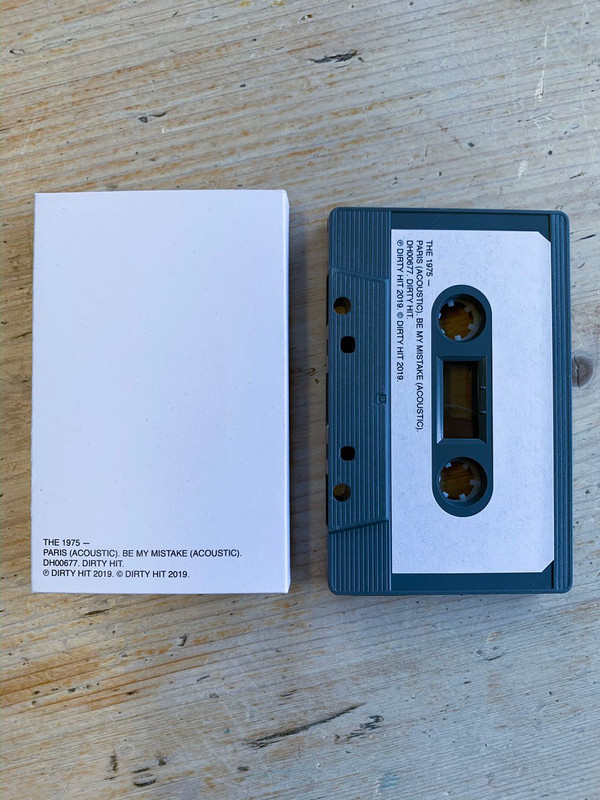 THE 1975 —
PARIS (ACOUSTIC). BE MY MISTAKE (ACOUSTIC).
DH00677. DIRTY HIT.
℗ DIRTY HIT 2019. © DIRTY HIT 2019.
THE 1975 —
PARIS (ACOUSTIC). BE MY MISTAKE (ACOUSTIC).
DH00677. DIRTY HIT.
℗ DIRTY HIT 2019. © DIRTY HIT 2019.